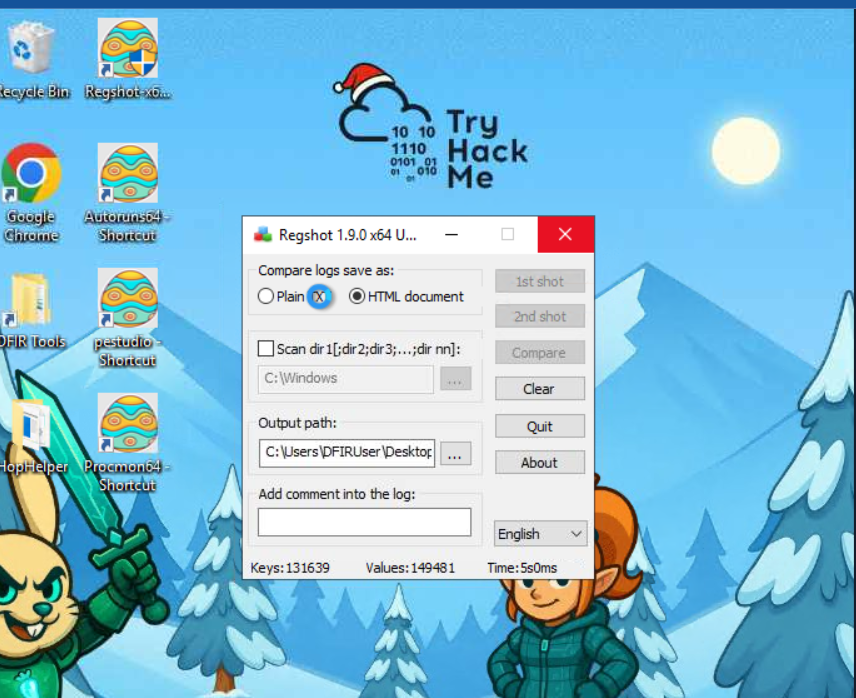 Recycle Bin
Regshot-x6...
Google
Chrome
Autoruns64 -
Shortcut
DFIR Tools
pestudio -
Shortcut
HopHelper
Procmon64 -
Shortcut
10 10
1110
0101 01
01 01 010
Try
Hack
Me
Regshot 1.9.0 x64 U...
Compare logs save as:
Plain
HTML document
1st shot
2nd shot
Compare
Clear
Quit
About
Scan dir1[;dir2;dir3;...;dir nn]:
C:\Windows
...
Output path:
C:\Users\DFIRUser\Desktop
...
Add comment into the log:
English
Keys:131639 Values:149481 Time:5s0ms